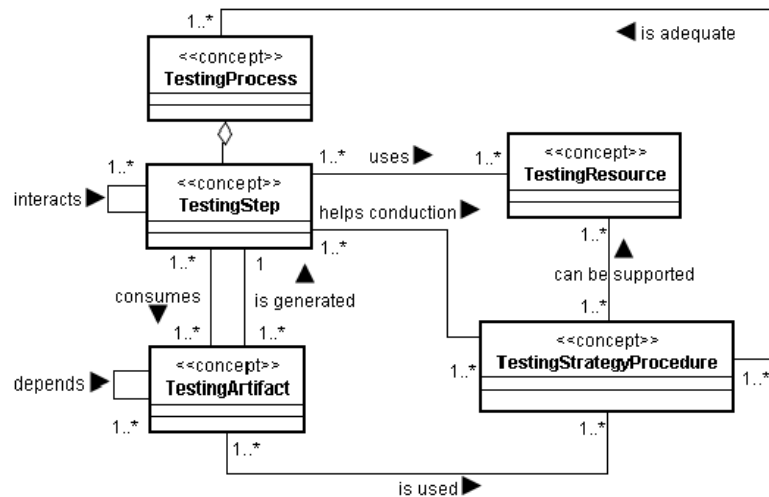 1..*
is adequate
<<concept>>
TestingProcess
1..*
<<concept>>
TestingStep
interacts
1..*
uses
1..*
<<concept>>
TestingResource
helps conduction
1..*
1..*
1..*
1
is generated
can be supported
consumes
1..*
1..*
1..*
<<concept>>
TestingStrategyProcedure
1..*
1..*
<<concept>>
TestingArtifact
depends
1..*
1..*
1..*
is used